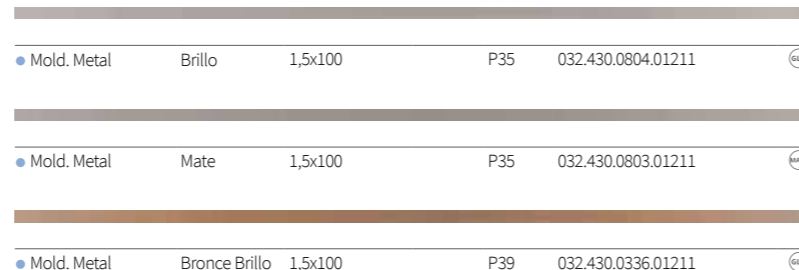 Mold. Metal Brillo 1,5x100 P35 032.430.0804.01211
Mold. Metal Mate 1,5x100 P35 032.430.0803.01211
Mold. Metal Bronce Brillo 1,5x100 P39 032.430.0336.01211